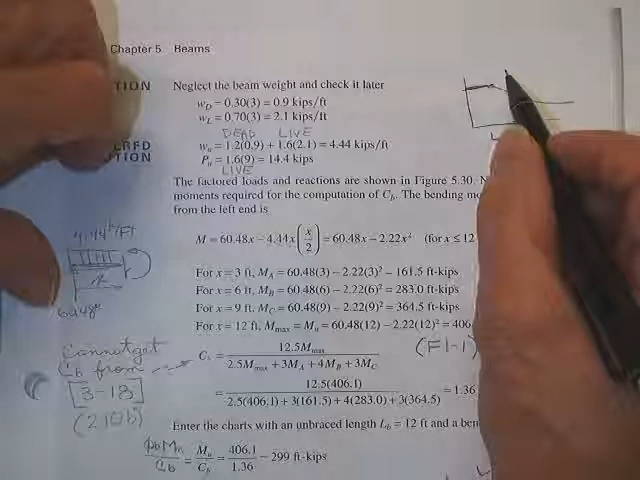 Chapter 5 Beams
TION Neglect the beam weight and check it later
w_D = 0.30(3) = 0.9 kips/ft
w_L = 0.70(3) = 2.1 kips/ft
DEAD LIVE
LRFD w_u = 1.2(0.9) + 1.6(2.1) = 4.44 kips/ft
UTION P_u = 1.6(9) = 14.4 kips
LIVE
The factored loads and reactions are shown in Figure 5.30. N
moments required for the computation of C_b. The bending mo
from the left end is
4.44 k/Ft
M = 60.48x − 4.44x(x/2) = 60.48x − 2.22x² (for x ≤ 12
x
60.48k
For x = 3 ft, M_A = 60.48(3) − 2.22(3)² = 161.5 ft-kips
For x = 6 ft, M_B = 60.48(6) − 2.22(6)² = 283.0 ft-kips
For x = 9 ft, M_C = 60.48(9) − 2.22(9)² = 364.5 ft-kips
For x = 12 ft, M_max = M_u = 60.48(12) − 2.22(12)² = 406.
Cannot get
C_b from
[3-18]
(210b)
C_b = 12.5M_max / (2.5M_max + 3M_A + 4M_B + 3M_C) (F1-1)
= 12.5(406.1) / (2.5(406.1) + 3(161.5) + 4(283.0) + 3(364.5)) = 1.36
Enter the charts with an unbraced length L_b = 12 ft and a ben
ϕ_bM_n/C_b = M_u/C_b = 406.1/1.36 = 299 ft-kips